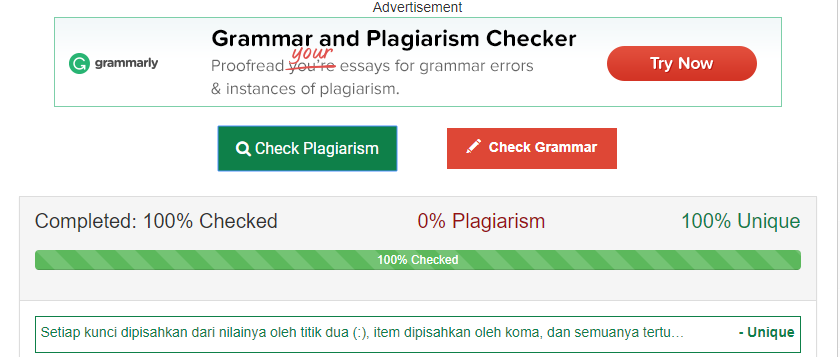 Advertisement
grammarly
Grammar and Plagiarism Checker
your
Proofread you're essays for grammar errors
& instances of plagiarism.
Try Now
Check Plagiarism
Check Grammar
Completed: 100% Checked
0% Plagiarism
100% Unique
100% Checked
Setiap kunci dipisahkan dari nilainya oleh titik dua (:), item dipisahkan oleh koma, dan semuanya tertu…
- Unique